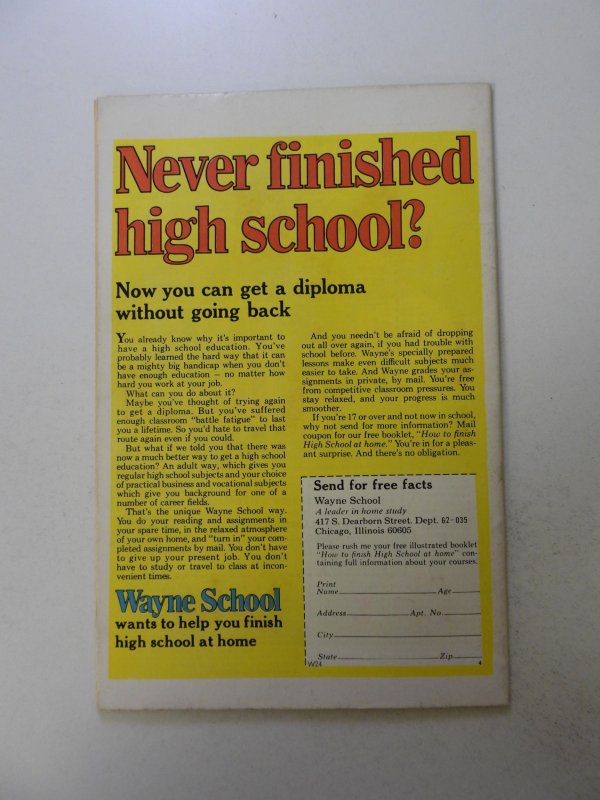 Never finished
high school?
Now you can get a diploma
without going back
You already know why it's important to
have a high school education. You've
probably learned the hard way that it can
be a mighty big handicap when you don't
have enough education — no matter how
hard you work at your job.
What can you do about it?
Maybe you've thought of trying again
to get a diploma. But you've suffered
enough classroom "battle fatigue" to last
you a lifetime. So you'd hate to travel that
route again even if you could.
But what if we told you that there was
now a much better way to get a high school
education? An adult way, which gives you
regular high school subjects and your choice
of practical business and vocational subjects
which give you background for one of a
number of career fields.
That's the unique Wayne School way.
You do your reading and assignments in
your spare time, in the relaxed atmosphere
of your own home, and "turn in" your com-
pleted assignments by mail. You don't have
to give up your present job. You don't
have to study or travel to class at incon-
venient times.
Wayne School
wants to help you finish
high school at home
And you needn't be afraid of dropping
out all over again, if you had trouble with
school before. Wayne's specially prepared
lessons make even difficult subjects much
easier to take. And Wayne grades your as-
signments in private, by mail. You're free
from competitive classroom pressures. You
stay relaxed, and your progress is much
smoother.
If you're 17 or over and not now in school,
why not send for more information? Mail
coupon for our free booklet, "How to finish
High School at home." You're in for a pleas-
ant surprise. And there's no obligation.
Send for free facts
Wayne School
A leader in home study
417 S. Dearborn Street. Dept. 62-035
Chicago, Illinois 60605
Please rush me your free illustrated booklet
"How to finish High School at home" con-
taining full information about your courses.
Print
Name Age
Address Apt. No.
City
State Zip
W24 4